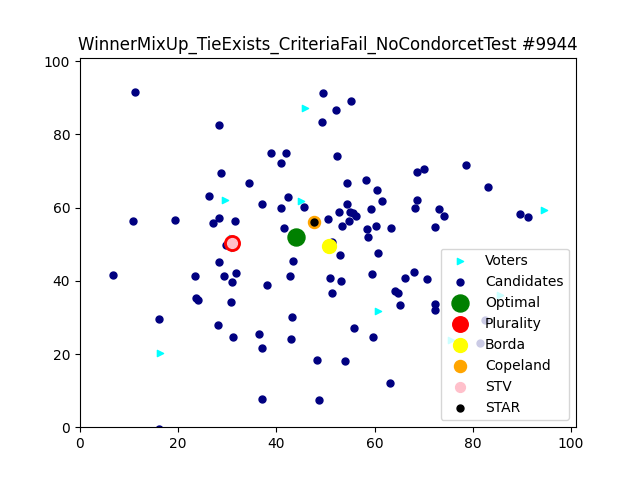 WinnerMixUp_TieExists_CriteriaFail_NoCondorcetTest #9944
100
80
60
40
20
0
0 20 40 60 80 100
Voters
Candidates
Optimal
Plurality
Borda
Copeland
STV
STAR